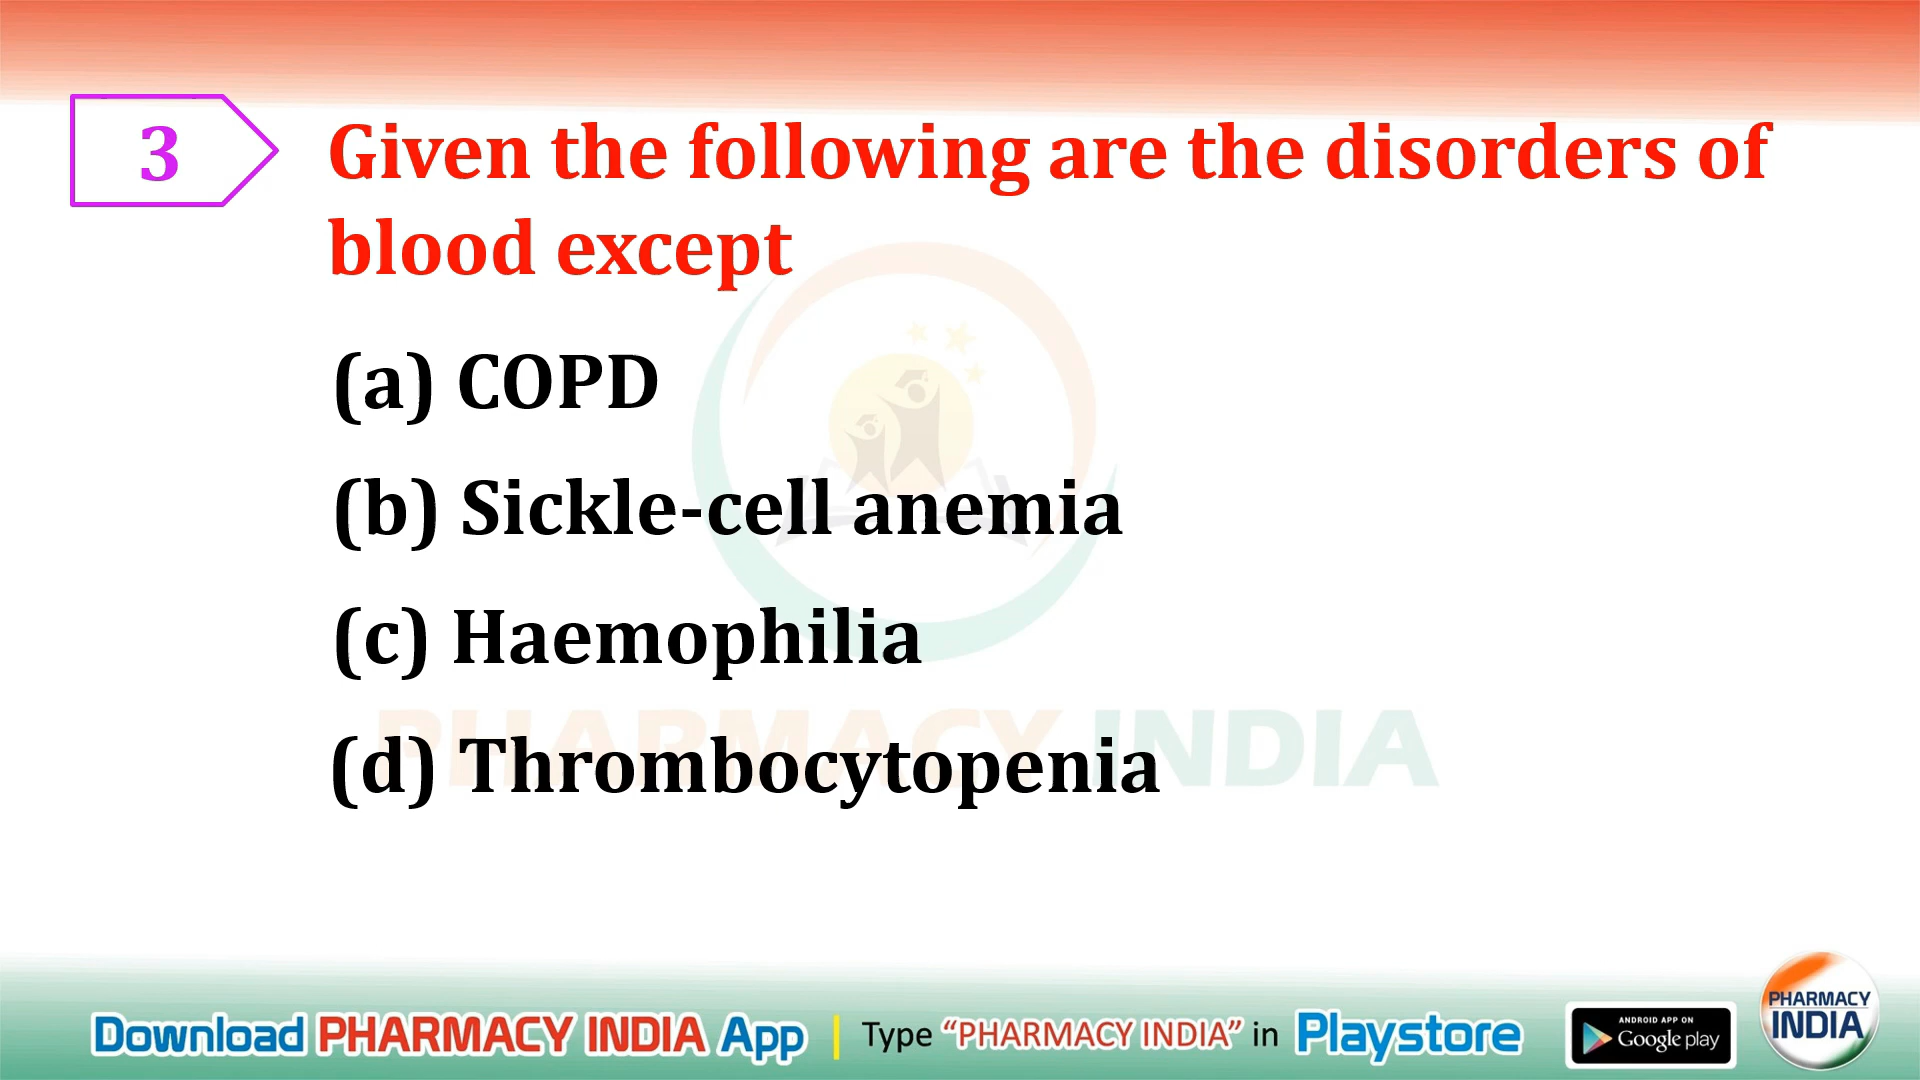 3
Given the following are the disorders of
blood except
(a) COPD
(b) Sickle-cell anemia
(c) Haemophilia
(d) Thrombocytopenia
PHARMACY INDIA
Download PHARMACY INDIA App | Type “PHARMACY INDIA” in Playstore
ANDROID APP ON
Google play
PHARMACY
INDIA